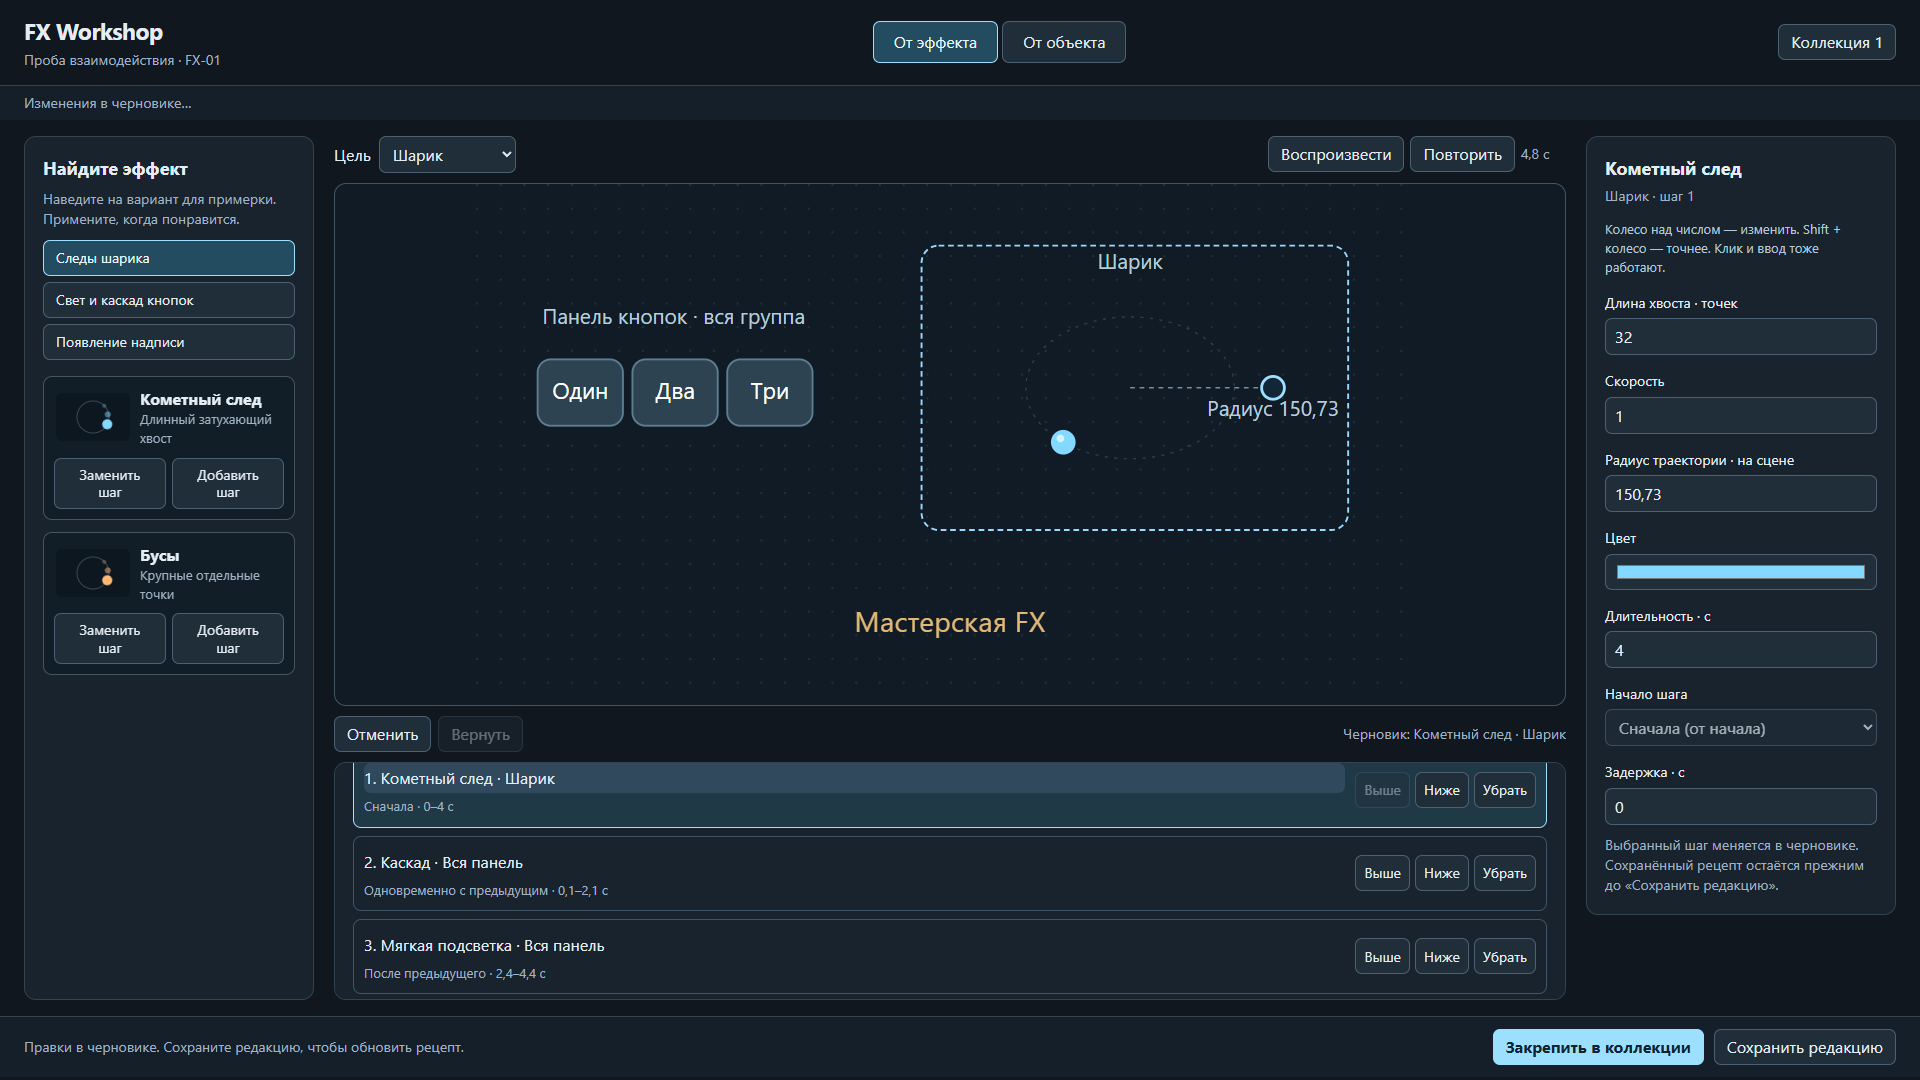 FX Workshop
Проба взаимодействия · FX-01
От эффекта
От объекта
Коллекция 1
Изменения в черновике...
Найдите эффект
Наведите на вариант для примерки.
Примените, когда понравится.
Следы шарика
Свет и каскад кнопок
Появление надписи
Кометный след
Длинный затухающий
хвост
Заменить
шаг
Добавить
шаг
Бусы
Крупные отдельные
точки
Заменить
шаг
Добавить
шаг
Цель
Шарик
Воспроизвести
Повторить
4,8 с
Шарик
Панель кнопок · вся группа
Один
Два
Три
Радиус 150,73
Мастерская FX
Отменить
Вернуть
Черновик: Кометный след · Шарик
1. Кометный след · Шарик
Сначала · 0–4 с
Выше
Ниже
Убрать
2. Каскад · Вся панель
Одновременно с предыдущим · 0,1–2,1 с
Выше
Ниже
Убрать
3. Мягкая подсветка · Вся панель
После предыдущего · 2,4–4,4 с
Выше
Ниже
Убрать
Кометный след
Шарик · шаг 1
Колесо над числом — изменить. Shift +
колесо — точнее. Клик и ввод тоже
работают.
Длина хвоста · точек
32
Скорость
1
Радиус траектории · на сцене
150,73
Цвет
Длительность · с
4
Начало шага
Сначала (от начала)
Задержка · с
0
Выбранный шаг меняется в черновике.
Сохранённый рецепт остаётся прежним
до «Сохранить редакцию».
Правки в черновике. Сохраните редакцию, чтобы обновить рецепт.
Закрепить в коллекции
Сохранить редакцию